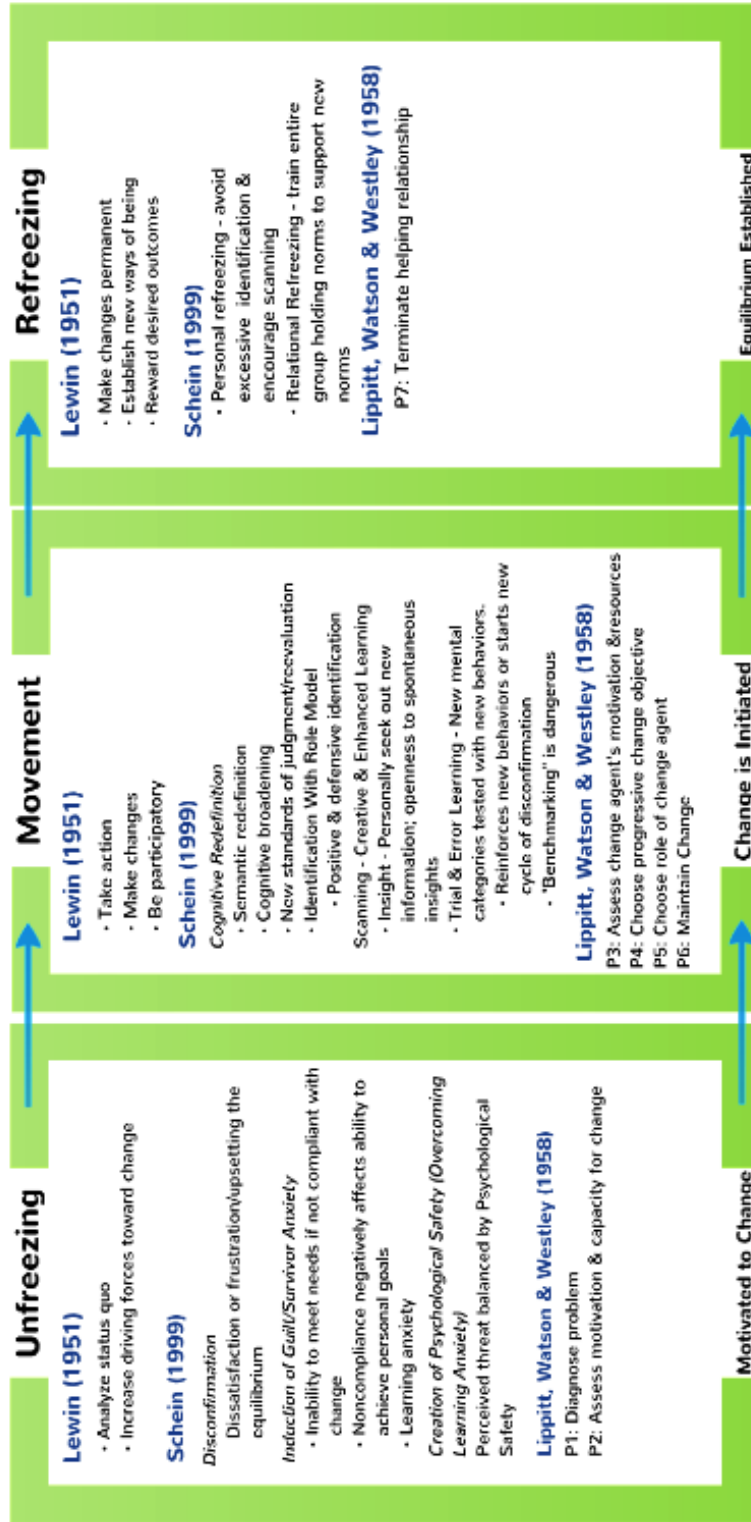 Unfreezing
Lewin (1951)
· Analyze status quo
· Increase driving forces toward change
Schein (1999)
Disconfirmation
Dissatisfaction or frustration/upsetting the
equilibrium
Induction of Guilt/Survivor Anxiety
· Inability to meet needs if not compliant with
change
· Noncompliance negatively affects ability to
achieve personal goals
· Learning anxiety
Creation of Psychological Safety (Overcoming
Learning Anxiety)
Perceived threat balanced by Psychological
Safety
Lippitt, Watson & Westley (1958)
P1: Diagnose problem
P2: Assess motivation & capacity for change
Motivated to Change
Movement
Lewin (1951)
· Take action
· Make changes
· Be participatory
Schein (1999)
Cognitive Redefinition
· Semantic redefinition
· Cognitive broadening
· New standards of judgment/reevaluation
· Identification With Role Model
· Positive & defensive identification
Scanning - Creative & Enhanced Learning
· Insight - Personally seek out new
information; openness to spontaneous
insights
· Trial & Error Learning - New mental
categories tested with new behaviors.
· Reinforces new behaviors or starts new
cycle of disconfirmation
· "Benchmarking" is dangerous
Lippitt, Watson & Westley (1958)
P3: Assess change agent's motivation &resources
P4: Choose progressive change objective
P5: Choose role of change agent
P6: Maintain Change
Change is Initiated
Refreezing
Lewin (1951)
· Make changes permanent
· Establish new ways of being
· Reward desired outcomes
Schein (1999)
· Personal refreezing - avoid
excessive identification &
encourage scanning
· Relational Refreezing - train entire
group holding norms to support new
norms
Lippitt, Watson & Westley (1958)
P7: Terminate helping relationship
Equilibrium Established